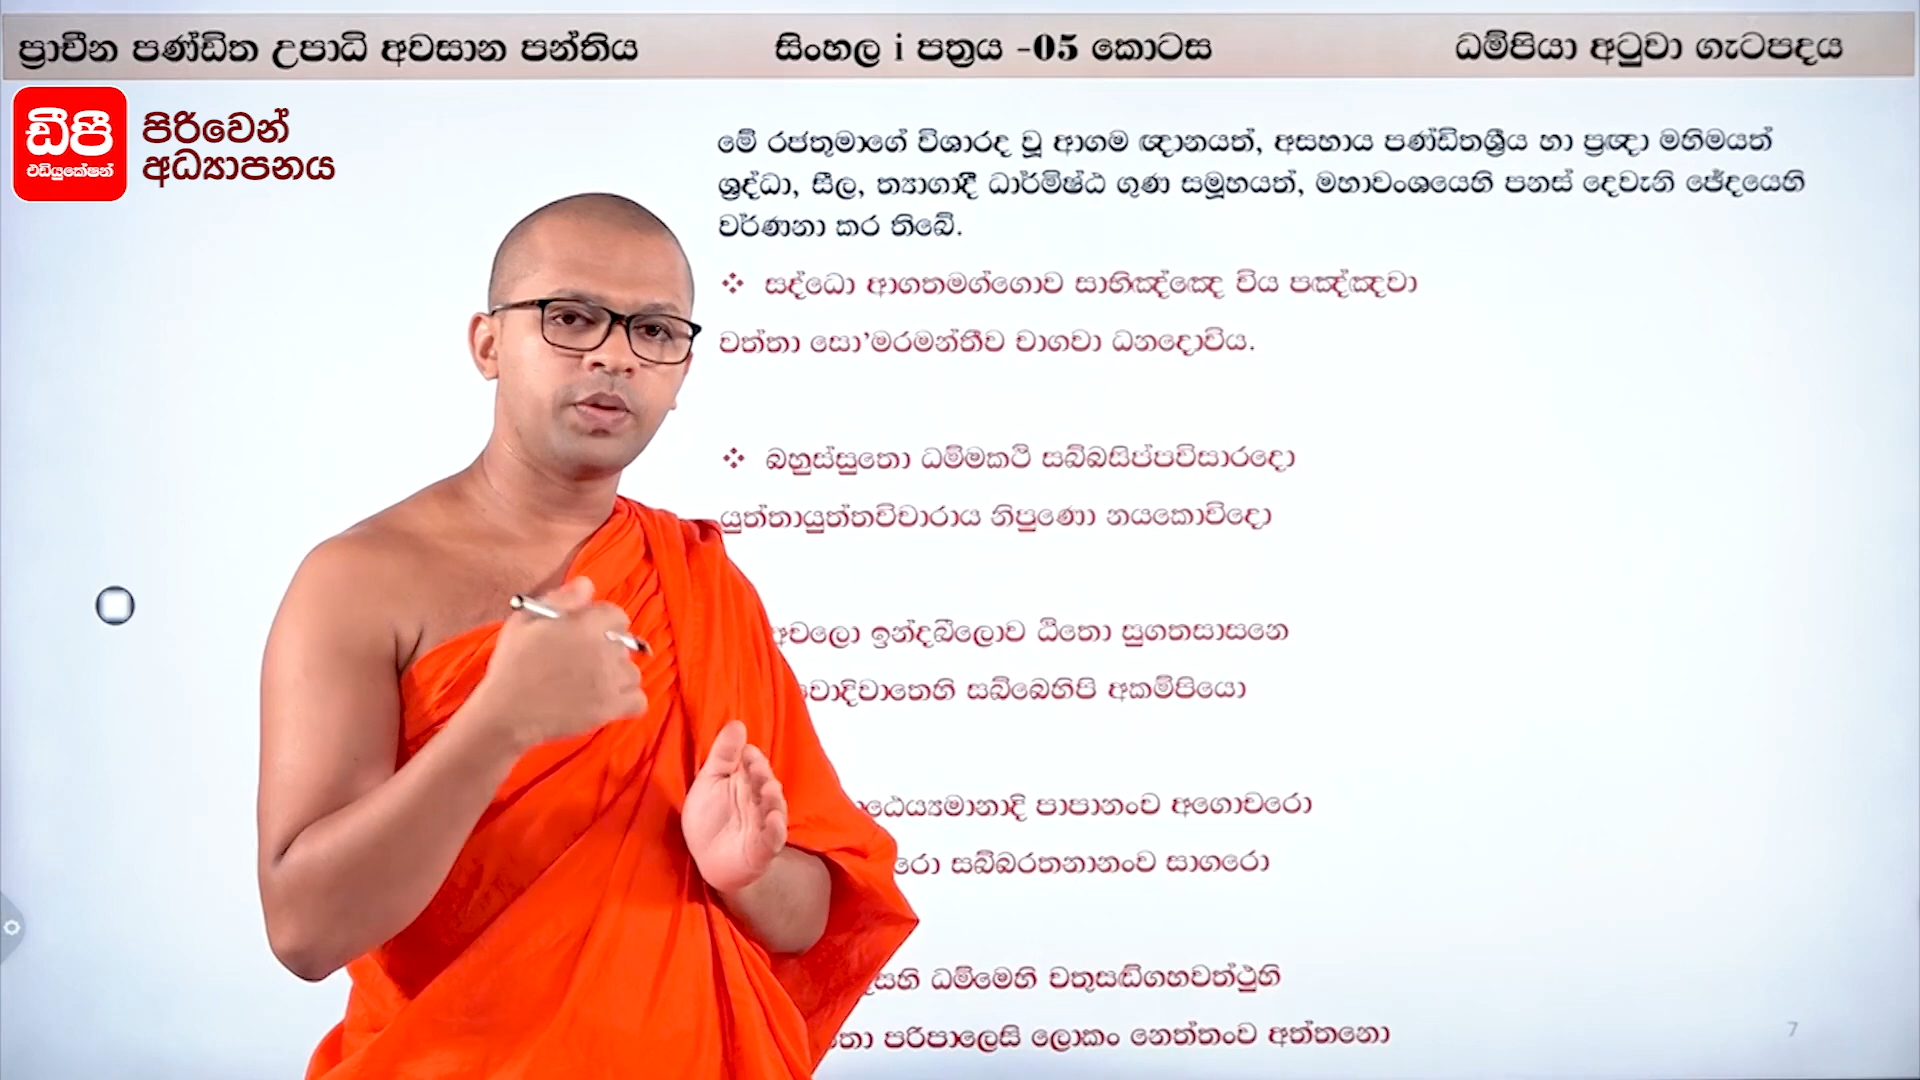 ප්‍රාචීන පණ්ඩිත උපාධි අවසාන පන්තිය සිංහල i පත්‍රය -05 කොටස ධම්පියා අටුවා ගැටපදය
ඩීපී
එඩියුකේෂන්
පිරිවෙන්
අධ්‍යාපනය
මේ රජතුමාගේ විශාරද වූ ආගම ඥානයත්, අසහාය පණ්ඩිතශ්‍රීය හා ප්‍රඥා මහිමයත්
ශ්‍රද්ධා, සීල, ත්‍යාගාදී ධාර්මිෂ්ඨ ගුණ සමූහයත්, මහාවංශයෙහි පනස් දෙවැනි ඡේදයෙහි
වර්ණනා කර තිබේ.
❖ සද්ධො ආගතමග්ගොව සාභිඤ්ඤෙ විය පඤ්ඤවා
වත්තා සො’මරමන්තීව චාගවා ධනදොවිය.
❖ බහුස්සුතො ධම්මකථි සබ්බසිප්පවිසාරදො
යුත්තායුත්තවිචාරාය නිපුණො නයකොවිදො
අචලො ඉන්දඛීලොව ඨිතො සුගතසාසනෙ
වාදිවාතෙහි සබ්බෙහිපි අකම්පියො
ඨෙය්‍යමානාදි පාපානංච අගොචරො
රො සබ්බරතනානංච සාගරො
සහි ධම්මෙහි චතුසඞ්ගහවත්ථුහි
තො පරිපාලෙසි ලොකං නෙත්තංච අත්තනො
7